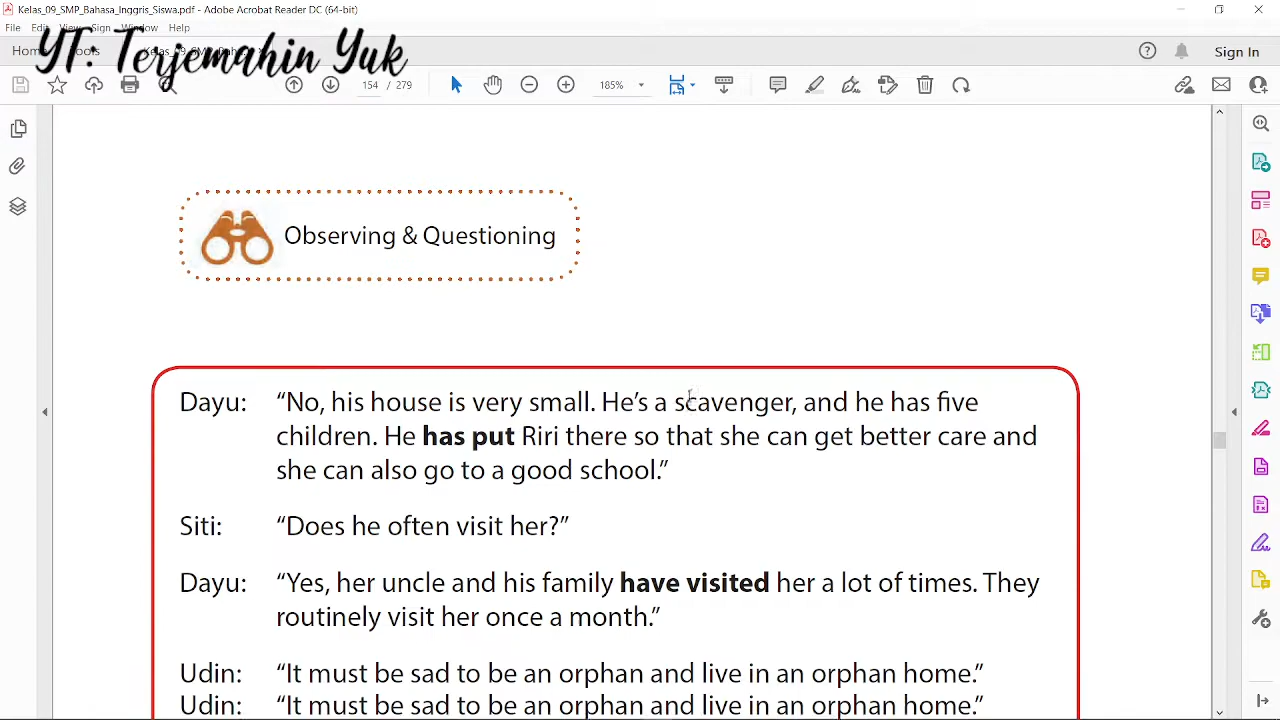 Kelas_09_SMP_Bahasa_Inggris_Siswa.pdf - Adobe Acrobat Reader DC (64-bit)
File Edit View Sign Window Help
YT: Terjemahin Yuk
Home Tools
Sign In
154 / 279
185%
Observing & Questioning
Dayu: “No, his house is very small. He’s a scavenger, and he has five
children. He has put Riri there so that she can get better care and
she can also go to a good school.”
Siti: “Does he often visit her?”
Dayu: “Yes, her uncle and his family have visited her a lot of times. They
routinely visit her once a month.”
Udin: “It must be sad to be an orphan and live in an orphan home.”
Udin: “It must be sad to be an orphan and live in an orphan home.”